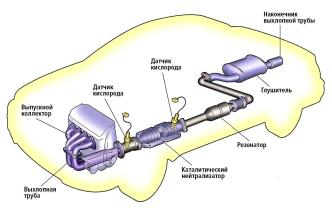 Наконечник
выхлопной трубы
Датчик
кислорода
Датчик
кислорода
Глушитель
Выпускной
коллектор
Резонатор
Каталитический
нейтрализатор
Выхлопная
труба